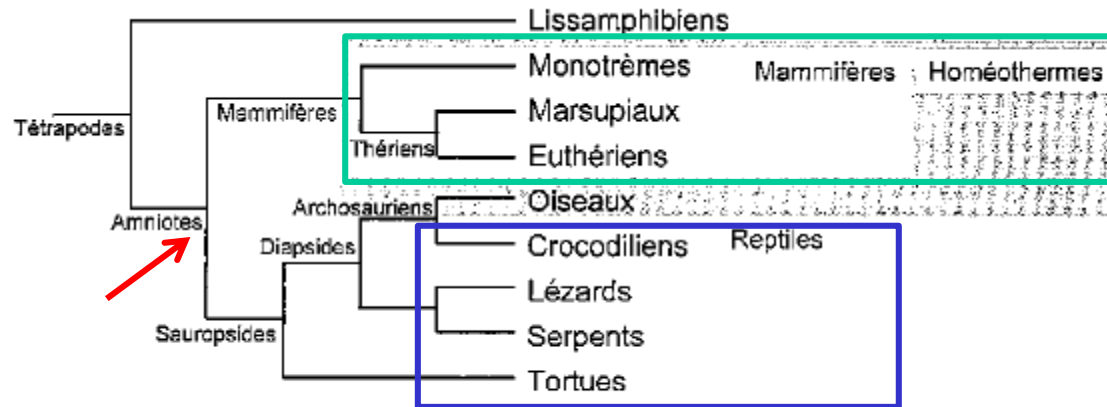 Lissamphibiens
Monotrèmes Mammifères Homéothermes
Mammifères Marsupiaux
Tétrapodes
Thériens Euthériens
Archosauriens Oiseaux
Amniotes
Diapsides Crocodiliens Reptiles
Lézards
Sauropsides Serpents
Tortues